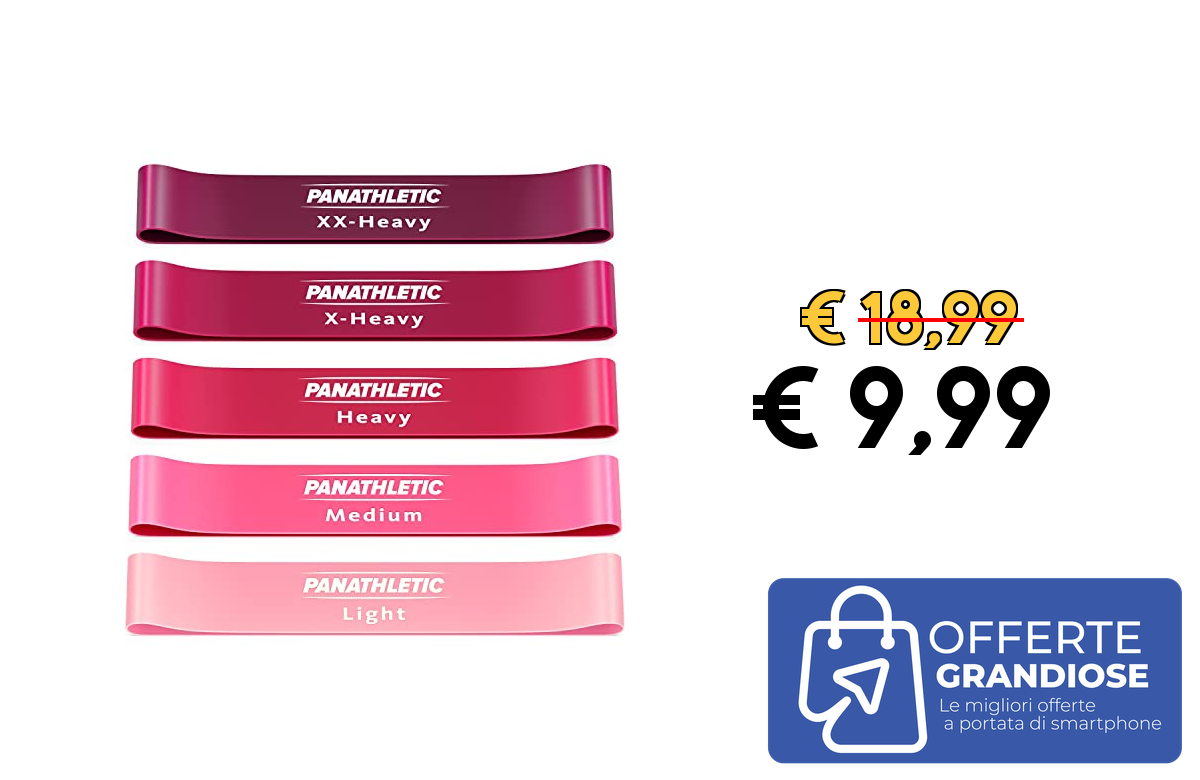 PANATHLETIC
XX-Heavy
PANATHLETIC
X-Heavy
PANATHLETIC
Heavy
PANATHLETIC
Medium
PANATHLETIC
Light
€ 18,99
€ 9,99
OFFERTE
GRANDIOSE
Le migliori offerte
a portata di smartphone